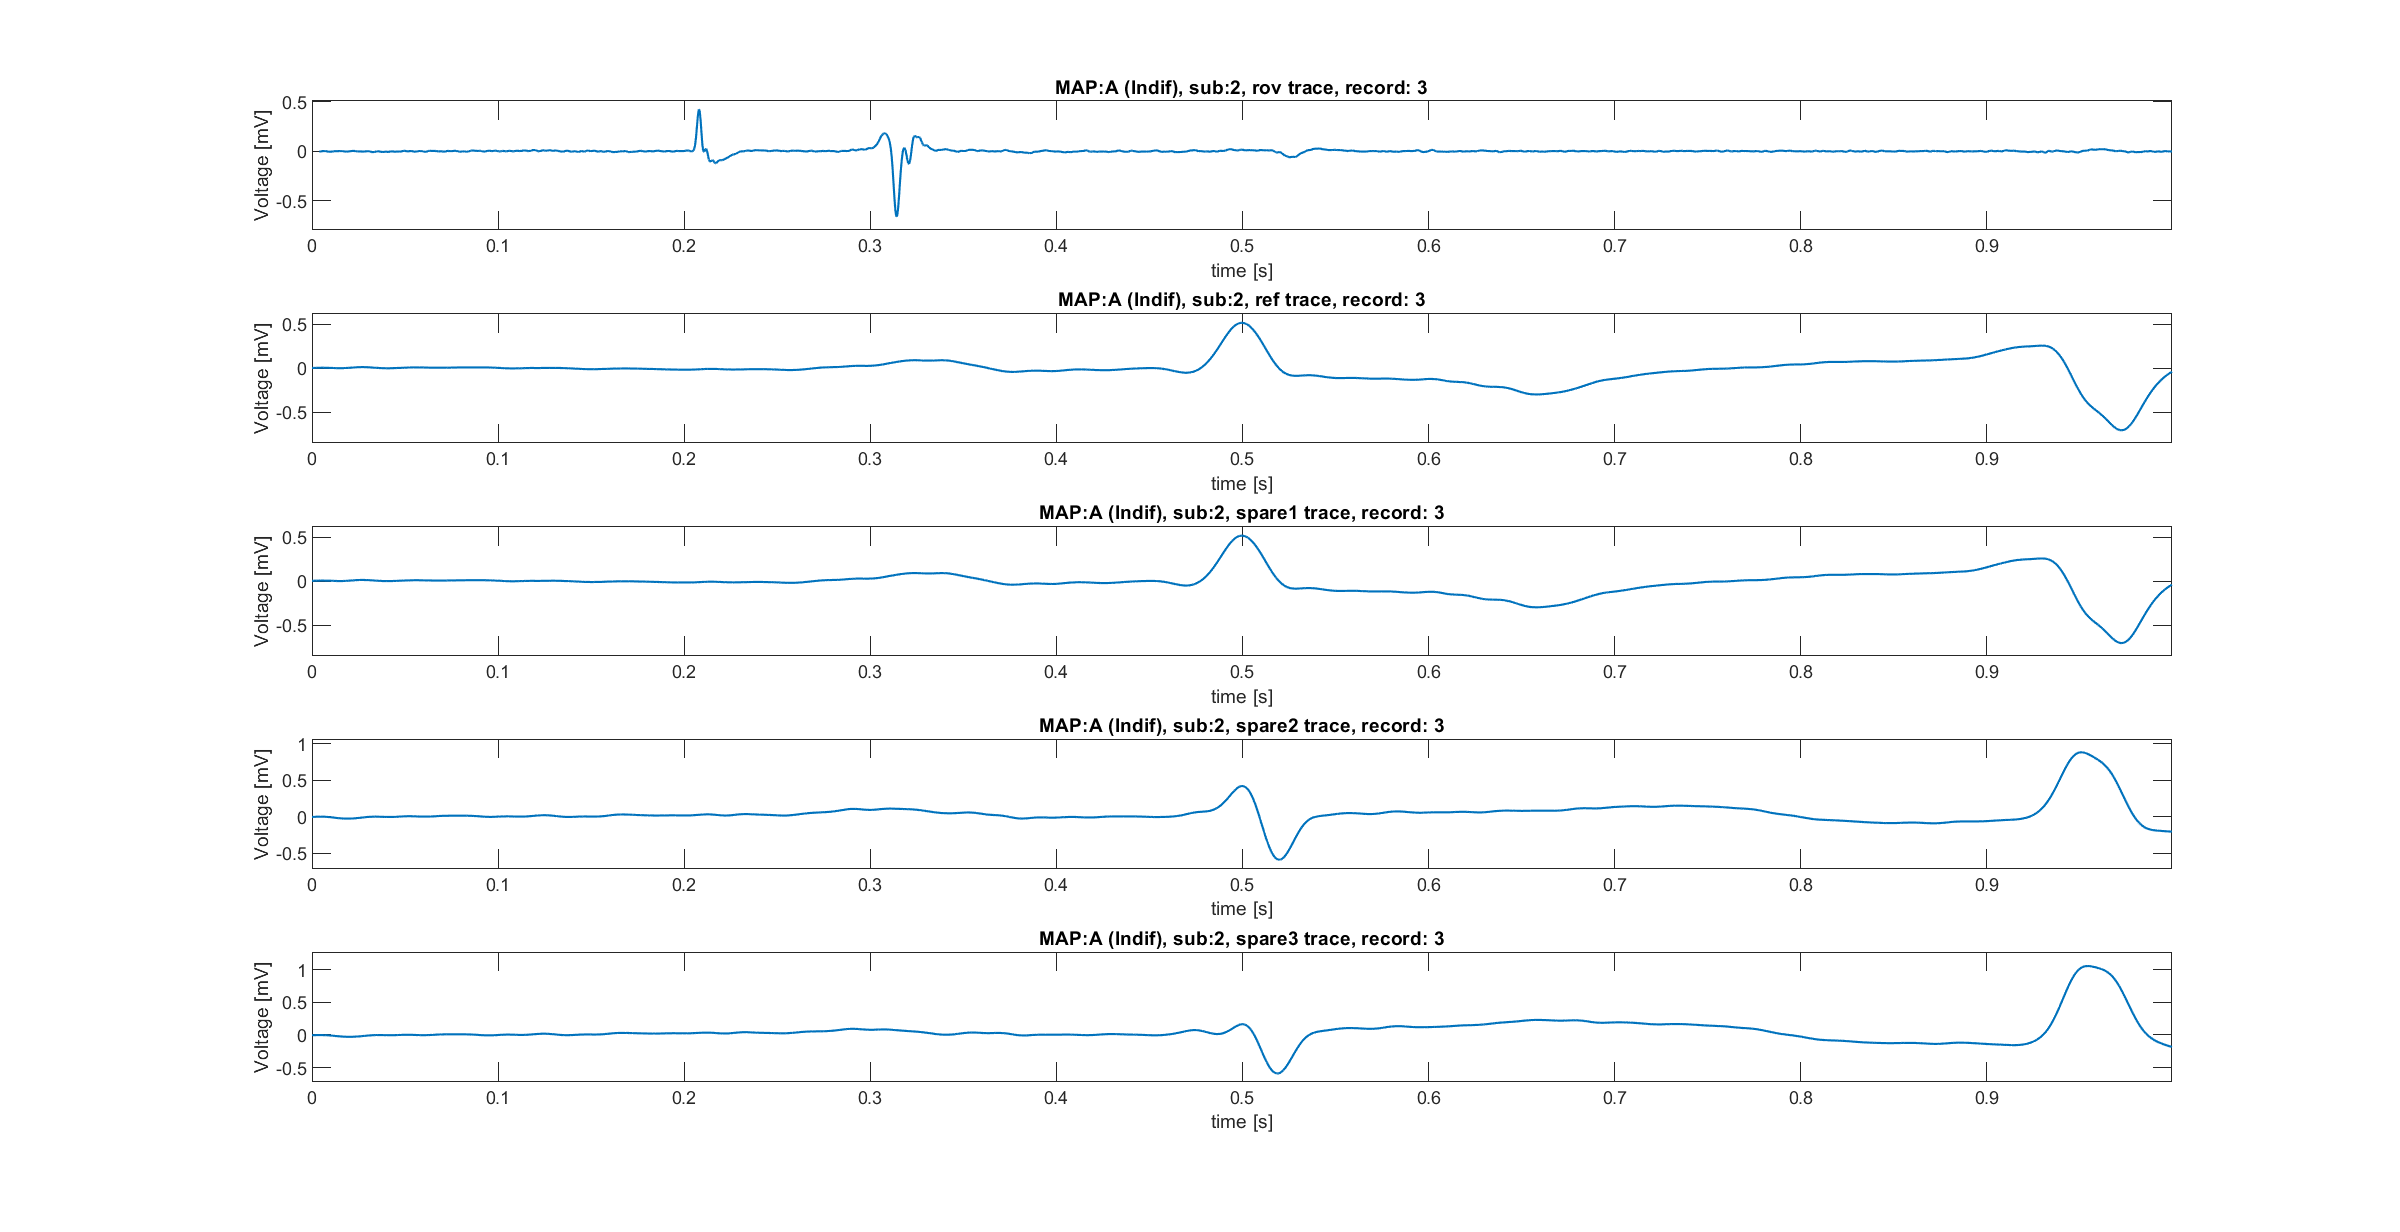 MAP:A (Indif), sub:2, rov trace, record: 3
Voltage [mV]
0.5
0
-0.5
0 0.1 0.2 0.3 0.4 0.5 0.6 0.7 0.8 0.9
time [s]
MAP:A (Indif), sub:2, ref trace, record: 3
Voltage [mV]
0.5
0
-0.5
0 0.1 0.2 0.3 0.4 0.5 0.6 0.7 0.8 0.9
time [s]
MAP:A (Indif), sub:2, spare1 trace, record: 3
Voltage [mV]
0.5
0
-0.5
0 0.1 0.2 0.3 0.4 0.5 0.6 0.7 0.8 0.9
time [s]
MAP:A (Indif), sub:2, spare2 trace, record: 3
Voltage [mV]
1
0.5
0
-0.5
0 0.1 0.2 0.3 0.4 0.5 0.6 0.7 0.8 0.9
time [s]
MAP:A (Indif), sub:2, spare3 trace, record: 3
Voltage [mV]
1
0.5
0
-0.5
0 0.1 0.2 0.3 0.4 0.5 0.6 0.7 0.8 0.9
time [s]